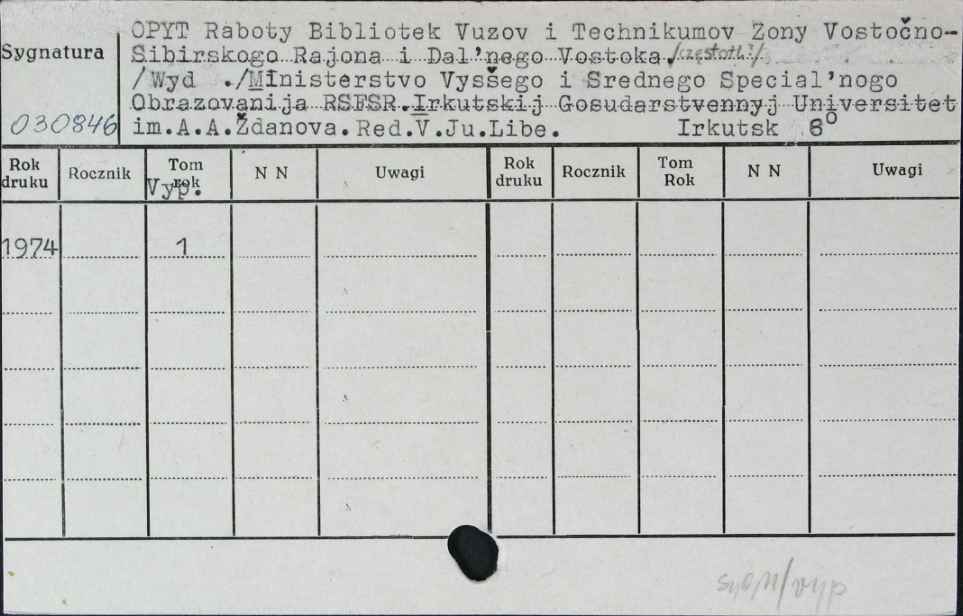 OPYT Raboty Bibliotek Vuzov i Technikumov Zony Vostočno-
Sygnatura
Sibirskogo Rajona i Dal'nego Vostoka /częstotl.?/
/Wyd ./Ministerstvo Vysšego i Srednego Special'nogo
Obrazovanija RSFSR.Irkutskij Gosudarstvennyj Universitet
030846 im.A.A.Ždanova.Red.V.Ju.Libe. Irkutsk 8°
Rok druku Rocznik Tom rok Vyp. N N Uwagi Rok druku Rocznik Tom Rok N N Uwagi
1974 1